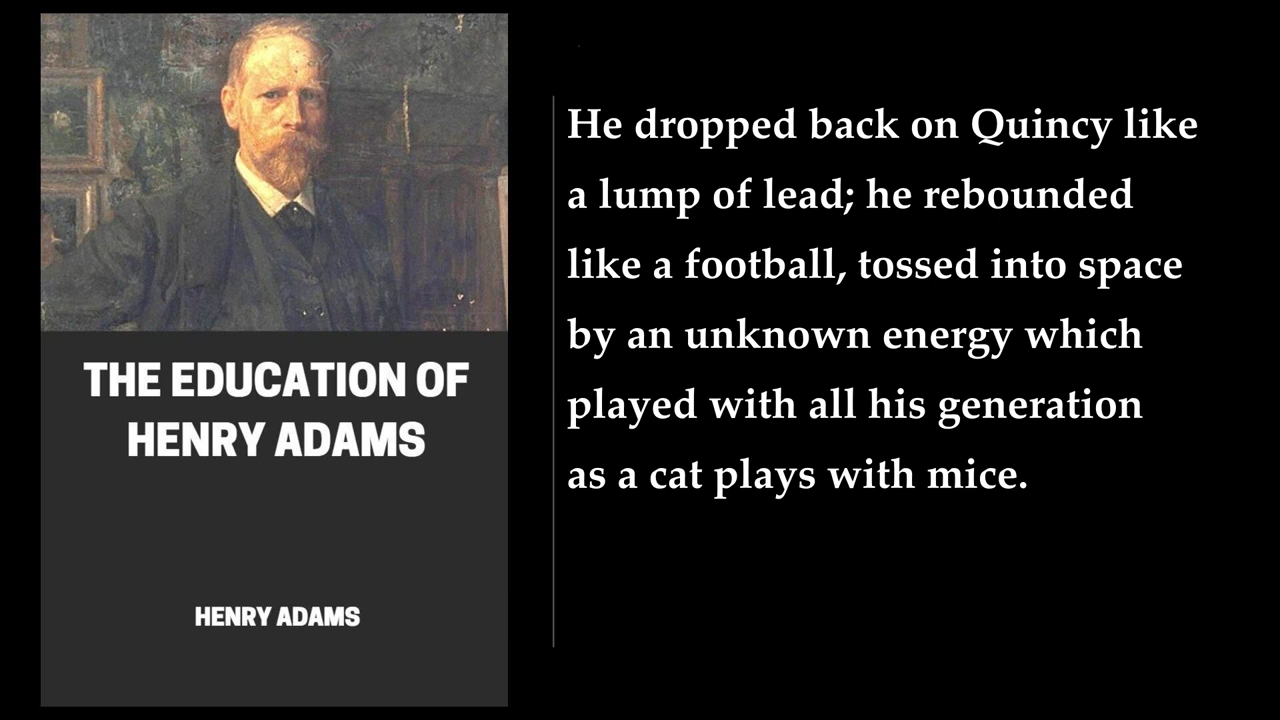 THE EDUCATION OF
HENRY ADAMS
HENRY ADAMS
He dropped back on Quincy like
a lump of lead; he rebounded
like a football, tossed into space
by an unknown energy which
played with all his generation
as a cat plays with mice.